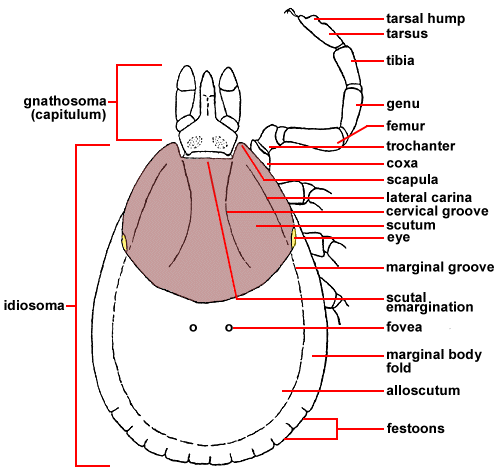 tarsal hump
tarsus
tibia
gnathosoma
(capitulum)
genu
femur
trochanter
coxa
scapula
lateral carina
cervical groove
scutum
eye
marginal groove
idiosoma
scutal
emargination
fovea
marginal body
fold
alloscutum
festoons